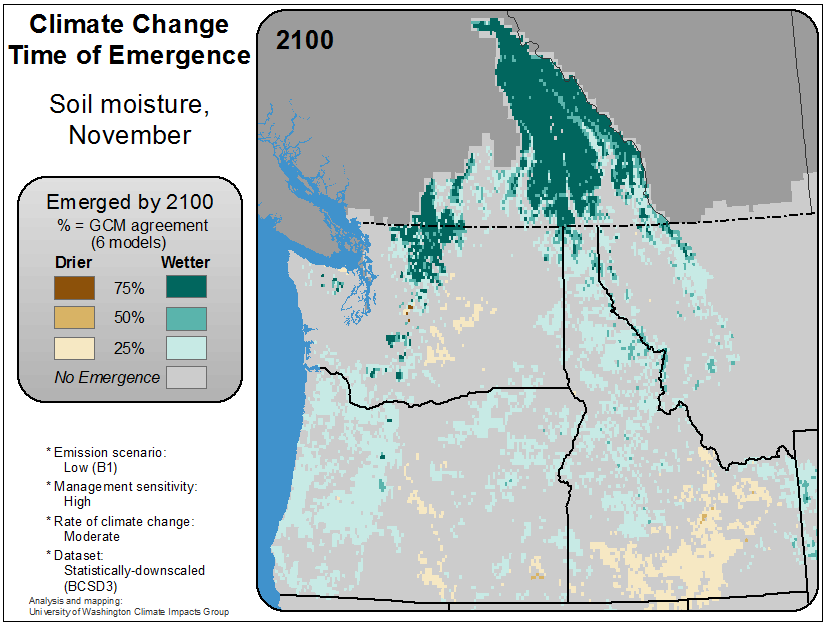 Climate Change
Time of Emergence
Soil moisture,
November
Emerged by 2100
% = GCM agreement
(6 models)
Drier Wetter
75%
50%
25%
No Emergence
* Emission scenario:
Low (B1)
* Management sensitivity:
High
* Rate of climate change:
Moderate
* Dataset:
Statistically-downscaled
(BCSD3)
Analysis and mapping:
University of Washington Climate Impacts Group
2100